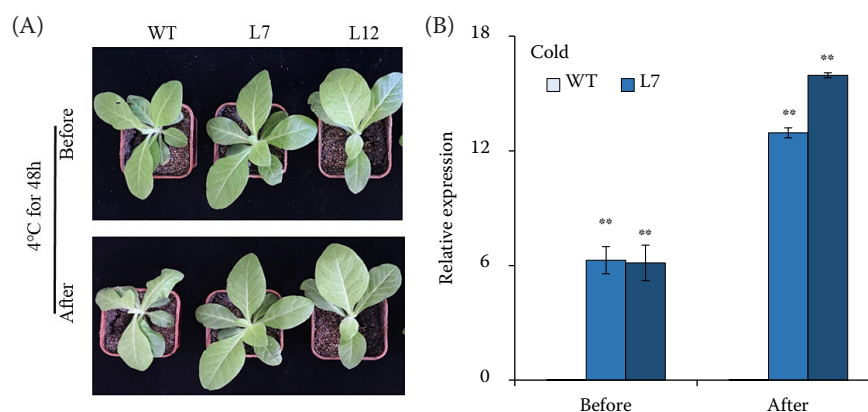 (A)
WT L7 L12
4°C for 48h
Before
After
(B)
Relative expression
18
12
6
0
Cold
WT L7
**
**
**
**
Before After